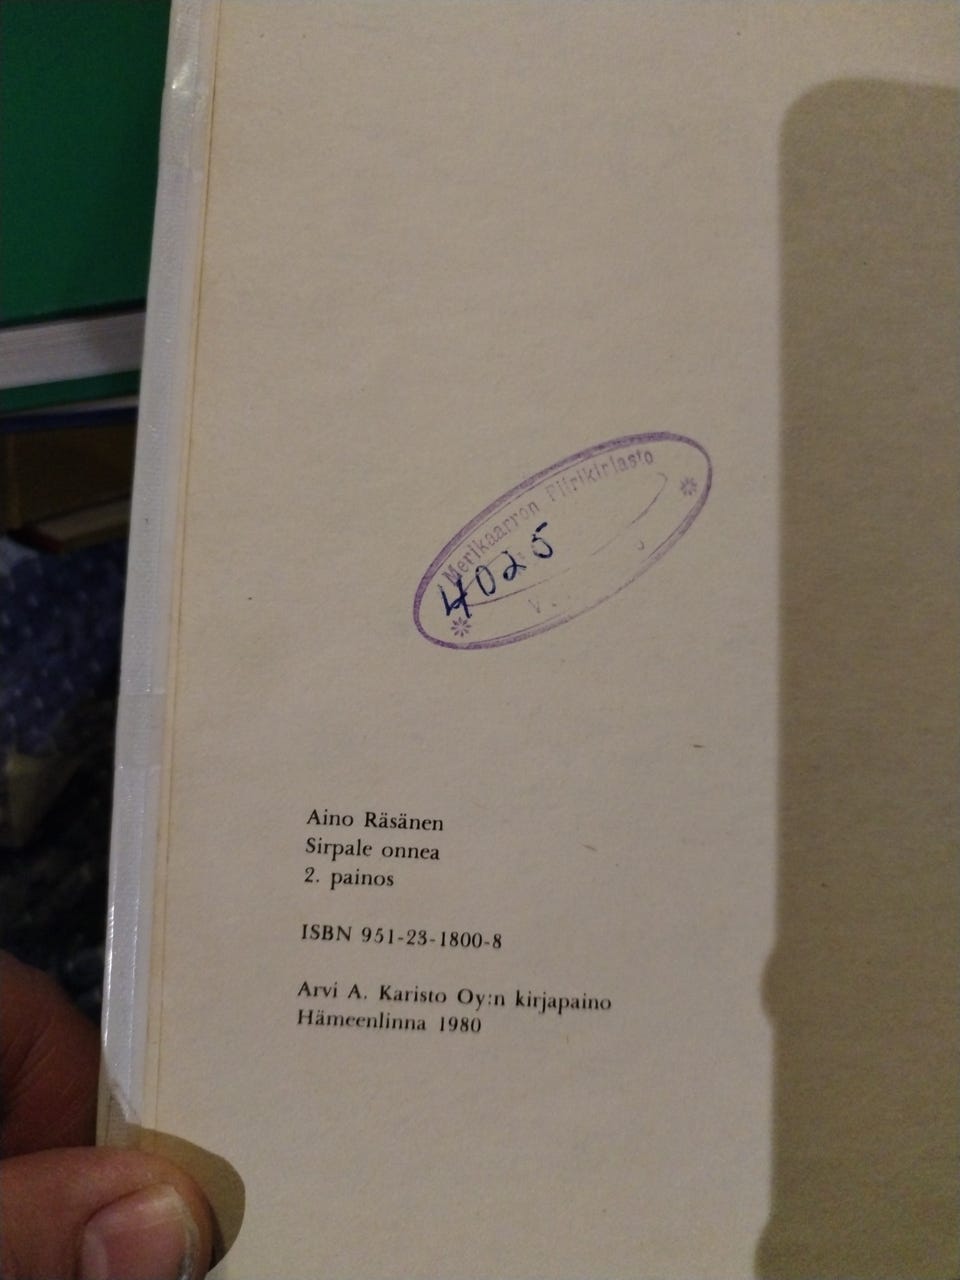 Merikaarron Piirikirjasto
4025
Aino Räsänen
Sirpale onnea
2. painos
ISBN 951-23-1800-8
Arvi A. Karisto Oy:n kirjapaino
Hämeenlinna 1980